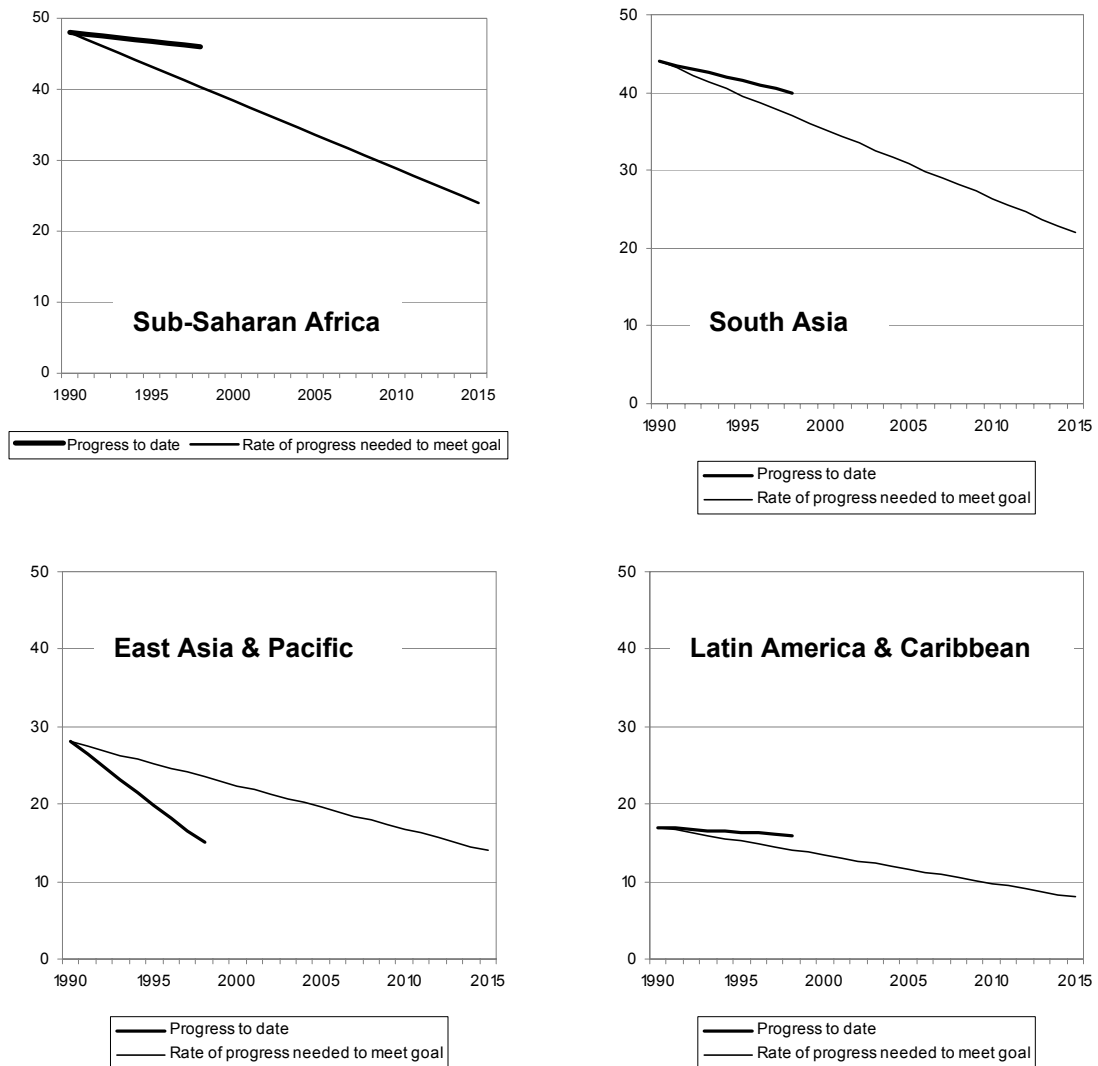 50
40
30
20
10
0
Sub-Saharan Africa
1990 1995 2000 2005 2010 2015
Progress to date Rate of progress needed to meet goal
50
40
30
20
10
0
South Asia
1990 1995 2000 2005 2010 2015
Progress to date
Rate of progress needed to meet goal
50
40
30
20
10
0
East Asia & Pacific
1990 1995 2000 2005 2010 2015
Progress to date
Rate of progress needed to meet goal
50
40
30
20
10
0
Latin America & Caribbean
1990 1995 2000 2005 2010 2015
Progress to date
Rate of progress needed to meet goal